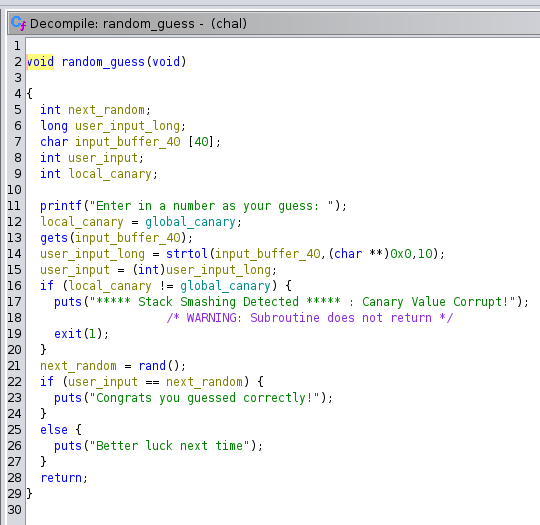 Decompile: random_guess - (chal)
1
2 void random_guess(void)
3
4 {
5 int next_random;
6 long user_input_long;
7 char input_buffer_40 [40];
8 int user_input;
9 int local_canary;
10
11 printf("Enter in a number as your guess: ");
12 local_canary = global_canary;
13 gets(input_buffer_40);
14 user_input_long = strtol(input_buffer_40,(char **)0x0,10);
15 user_input = (int)user_input_long;
16 if (local_canary != global_canary) {
17 puts("***** Stack Smashing Detected ***** : Canary Value Corrupt!");
18 /* WARNING: Subroutine does not return */
19 exit(1);
20 }
21 next_random = rand();
22 if (user_input == next_random) {
23 puts("Congrats you guessed correctly!");
24 }
25 else {
26 puts("Better luck next time");
27 }
28 return;
29 }
30